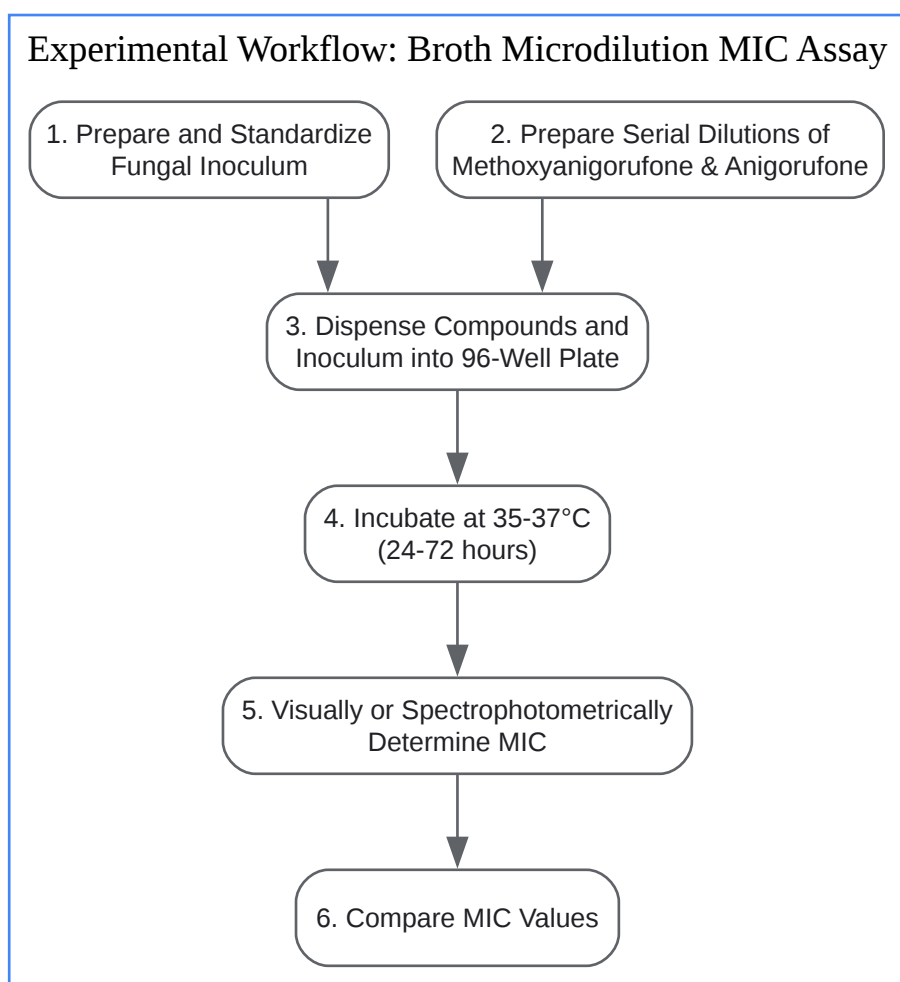 Experimental Workflow: Broth Microdilution MIC Assay
1. Prepare and Standardize
Fungal Inoculum
2. Prepare Serial Dilutions of
Methoxyanigorufone & Anigorufone
3. Dispense Compounds and
Inoculum into 96-Well Plate
4. Incubate at 35-37°C
(24-72 hours)
5. Visually or Spectrophotometrically
Determine MIC
6. Compare MIC Values